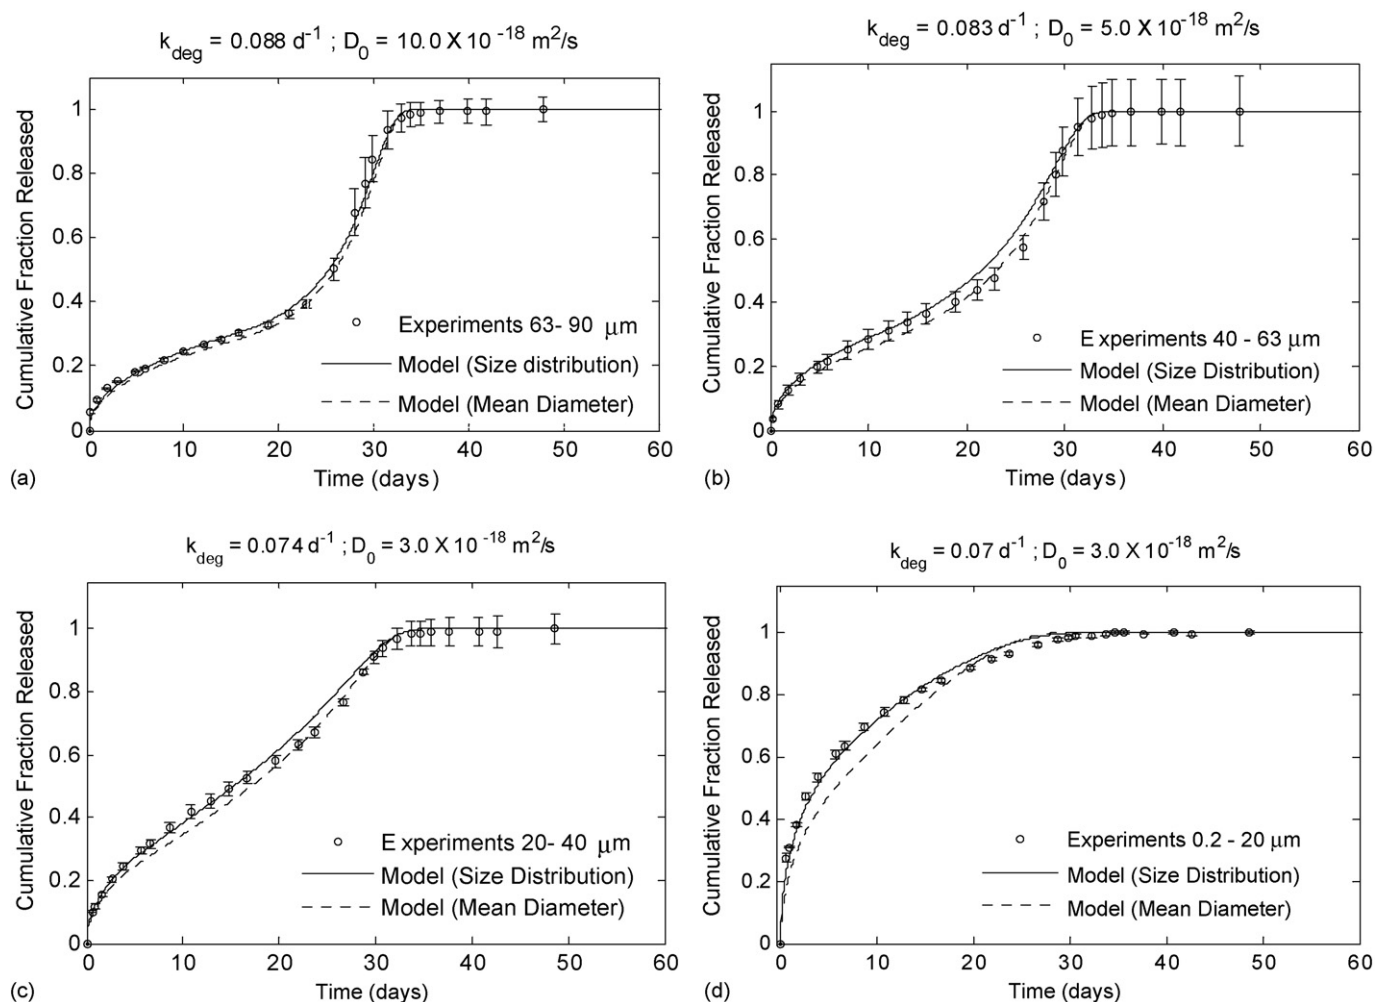 k_deg = 0.088 d^-1 ; D_0 = 10.0 X 10^-18 m^2/s
Cumulative Fraction Released
1
0.8
0.6
0.4
0.2
0
Experiments 63- 90 μm
Model (Size distribution)
Model (Mean Diameter)
0 10 20 30 40 50 60
Time (days)
(a)
k_deg = 0.083 d^-1 ; D_0 = 5.0 X 10^-18 m^2/s
Cumulative Fraction Released
1
0.8
0.6
0.4
0.2
0
E xperiments 40 - 63 μm
Model (Size Distribution)
Model (Mean Diameter)
0 10 20 30 40 50 60
Time (days)
(b)
k_deg = 0.074 d^-1 ; D_0 = 3.0 X 10^-18 m^2/s
Cumulative Fraction Released
1
0.8
0.6
0.4
0.2
0
E xperiments 20- 40 μm
Model (Size Distribution)
Model (Mean Diameter)
0 10 20 30 40 50 60
Time (days)
(c)
k_deg = 0.07 d^-1 ; D_0 = 3.0 X 10^-18 m^2/s
Cumulative Fraction Released
1
0.8
0.6
0.4
0.2
0
Experiments 0.2 - 20 μm
Model (Size Distribution)
Model (Mean Diameter)
0 10 20 30 40 50 60
Time (days)
(d)